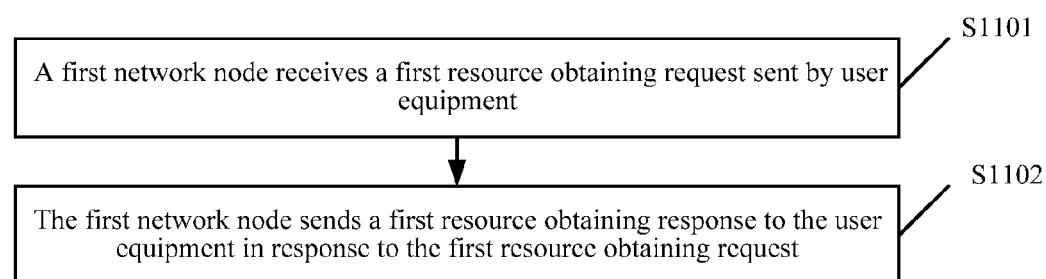 S1101
A first network node receives a first resource obtaining request sent by user
equipment
S1102
The first network node sends a first resource obtaining response to the user
equipment in response to the first resource obtaining request